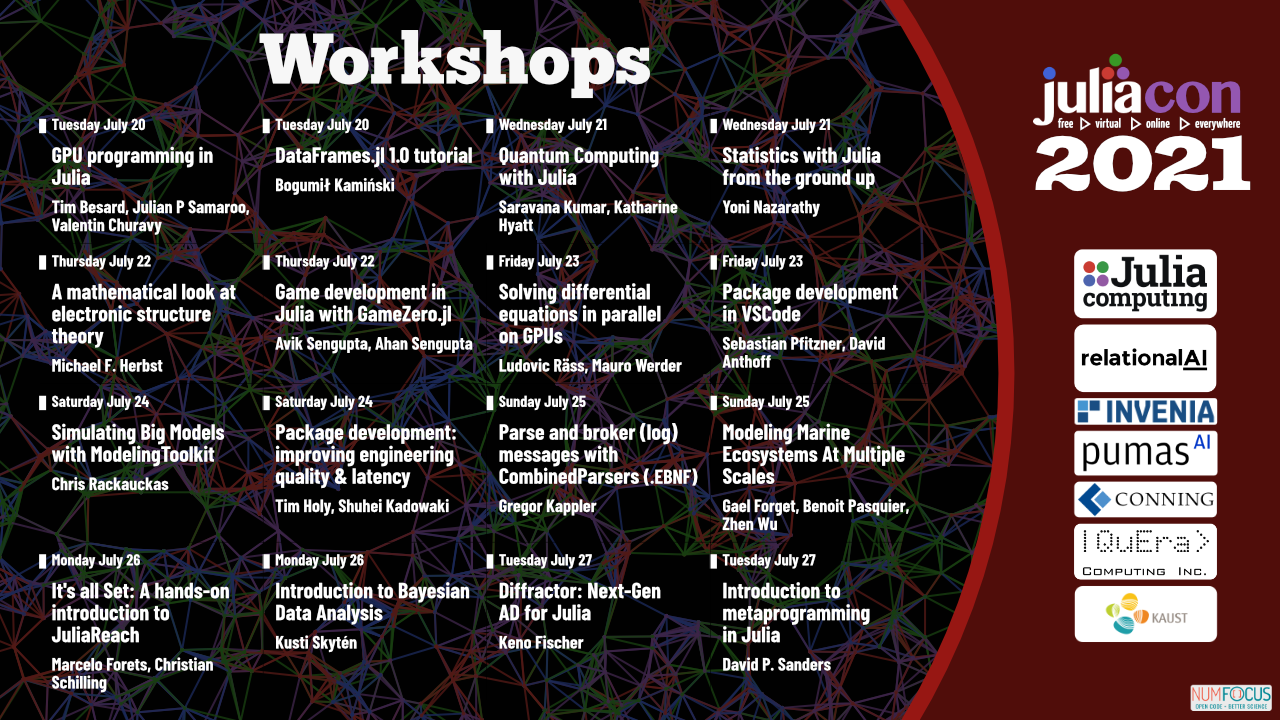 Workshops
Tuesday July 20
GPU programming in
Julia
Tim Besard, Julian P Samaroo,
Valentin Churavy
Tuesday July 20
DataFrames.jl 1.0 tutorial
Bogumił Kamiński
Wednesday July 21
Quantum Computing
with Julia
Saravana Kumar, Katharine
Hyatt
Wednesday July 21
Statistics with Julia
from the ground up
Yoni Nazarathy
Thursday July 22
A mathematical look at
electronic structure
theory
Michael F. Herbst
Thursday July 22
Game development in
Julia with GameZero.jl
Avik Sengupta, Ahan Sengupta
Friday July 23
Solving differential
equations in parallel
on GPUs
Ludovic Räss, Mauro Werder
Friday July 23
Package development
in VSCode
Sebastian Pfitzner, David
Anthoff
Saturday July 24
Simulating Big Models
with ModelingToolkit
Chris Rackauckas
Saturday July 24
Package development:
improving engineering
quality & latency
Tim Holy, Shuhei Kadowaki
Sunday July 25
Parse and broker (log)
messages with
CombinedParsers (.EBNF)
Gregor Kappler
Sunday July 25
Modeling Marine
Ecosystems At Multiple
Scales
Gael Forget, Benoit Pasquier,
Zhen Wu
Monday July 26
It's all Set: A hands-on
introduction to
JuliaReach
Marcelo Forets, Christian
Schilling
Monday July 26
Introduction to Bayesian
Data Analysis
Kusti Skytén
Tuesday July 27
Diffractor: Next-Gen
AD for Julia
Keno Fischer
Tuesday July 27
Introduction to
metaprogramming
in Julia
David P. Sanders
juliacon
free virtual online everywhere
2021
Julia
computing
relationalAI
INVENIA
pumasAI
CONNING
|QuEra>
COMPUTING INC.
KAUST
NUMFOCUS
OPEN CODE = BETTER SCIENCE